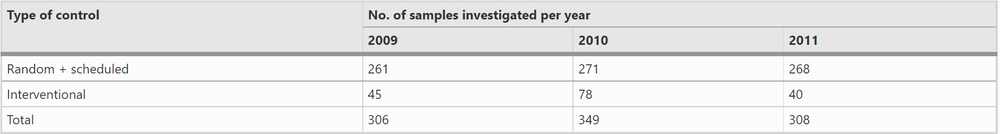 Type of control No. of samples investigated per year
2009 2010 2011
Random + scheduled 261 271 268
Interventional 45 78 40
Total 306 349 308